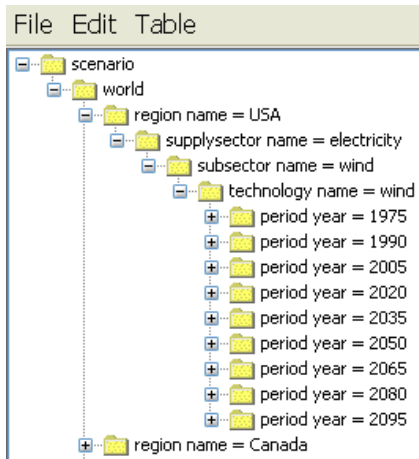 File Edit Table
scenario
world
region name = USA
supplysector name = electricity
subsector name = wind
technology name = wind
period year = 1975
period year = 1990
period year = 2005
period year = 2020
period year = 2035
period year = 2050
period year = 2065
period year = 2080
period year = 2095
region name = Canada